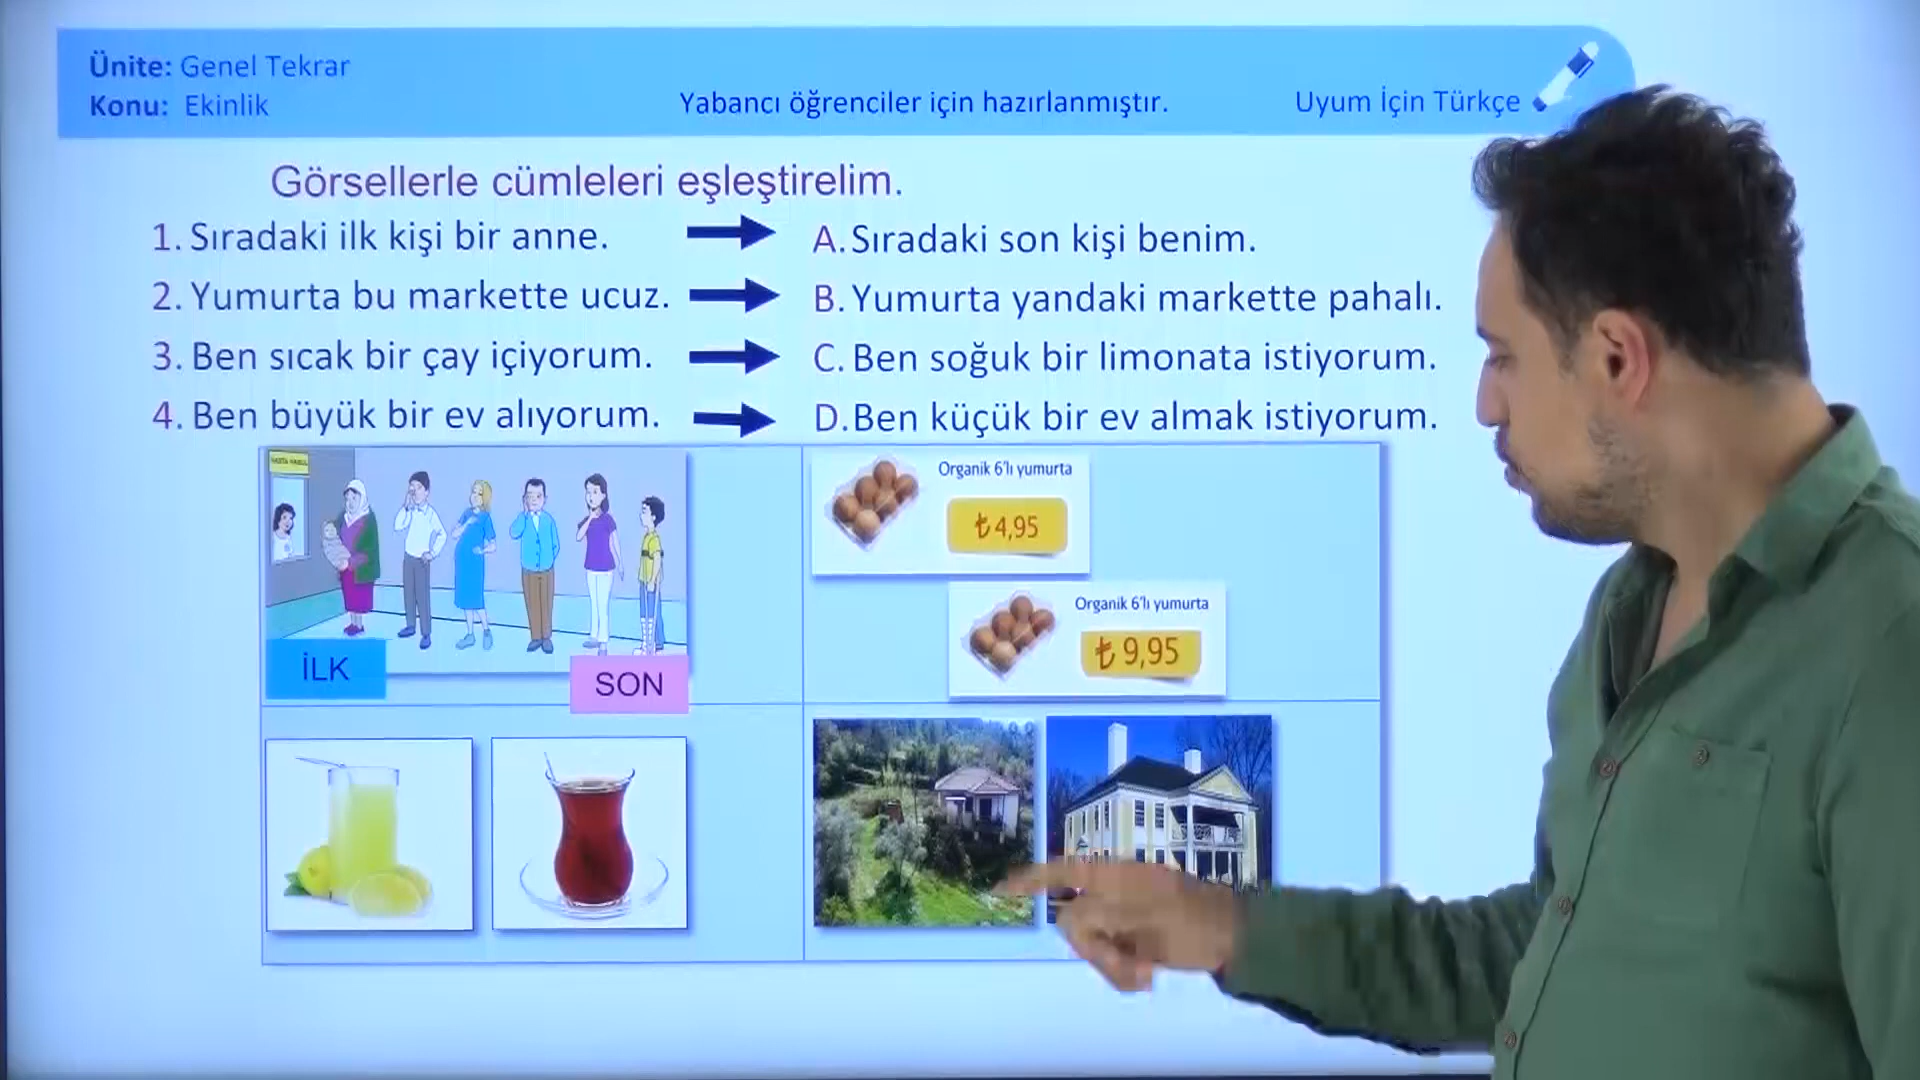 Ünite: Genel Tekrar
Konu: Ekinlik
Yabancı öğrenciler için hazırlanmıştır.
Uyum İçin Türkçe
Görsellerle cümleleri eşleştirelim.
1. Sıradaki ilk kişi bir anne.
A. Sıradaki son kişi benim.
2. Yumurta bu markette ucuz.
B. Yumurta yandaki markette pahalı.
3. Ben sıcak bir çay içiyorum.
C. Ben soğuk bir limonata istiyorum.
4. Ben büyük bir ev alıyorum.
D. Ben küçük bir ev almak istiyorum.
HASTA KABUL
İLK
SON
Organik 6'lı yumurta
₺4,95
Organik 6'lı yumurta
₺9,95